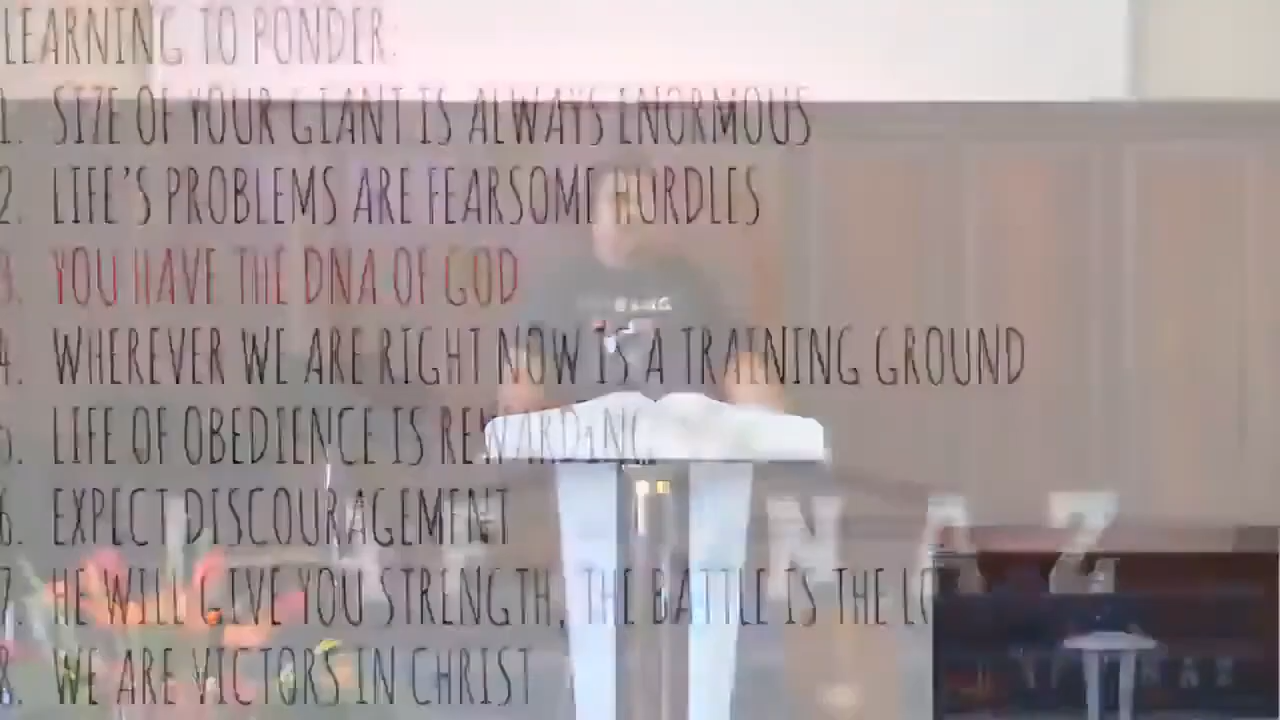 LEARNING TO PONDER:
1. SIZE OF YOUR GIANT IS ALWAYS ENORMOUS
2. LIFE'S PROBLEMS ARE FEARSOME HURDLES
3. YOU HAVE THE DNA OF GOD
4. WHEREVER WE ARE RIGHT NOW IS A TRAINING GROUND
5. LIFE OF OBEDIENCE IS REWARDING
6. EXPECT DISCOURAGEMENT
7. HE WILL GIVE YOU STRENGTH, THE BATTLE IS THE
8. WE ARE VICTORS IN CHRIST
N A Z